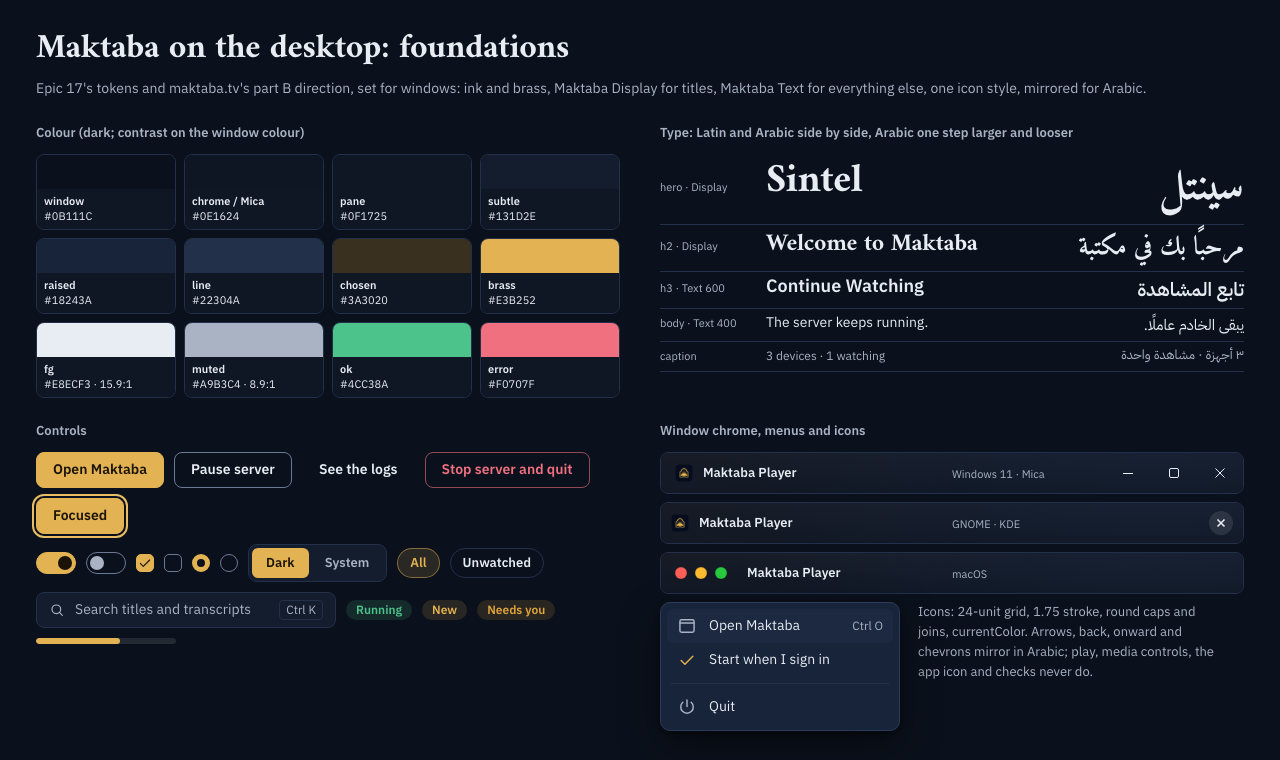 Maktaba on the desktop: foundations
Epic 17's tokens and maktaba.tv's part B direction, set for windows: ink and brass, Maktaba Display for titles, Maktaba Text for everything else, one icon style, mirrored for Arabic.
Colour (dark; contrast on the window colour)
window
#0B111C
chrome / Mica
#0E1624
pane
#0F1725
subtle
#131D2E
raised
#18243A
line
#22304A
chosen
#3A3020
brass
#E3B252
fg
#E8ECF3 · 15.9:1
muted
#A9B3C4 · 8.9:1
ok
#4CC38A
error
#F0707F
Type: Latin and Arabic side by side, Arabic one step larger and looser
hero · Display
Sintel
سينتل
h2 · Display
Welcome to Maktaba
مرحبًا بك في مكتبة
h3 · Text 600
Continue Watching
تابع المشاهدة
body · Text 400
The server keeps running.
يبقى الخادم عاملًا.
caption
3 devices · 1 watching
٣ أجهزة · مشاهدة واحدة
Controls
Open Maktaba
Pause server
See the logs
Stop server and quit
Focused
Dark
System
All
Unwatched
Search titles and transcripts
Ctrl K
Running
New
Needs you
Window chrome, menus and icons
Maktaba Player
Windows 11 · Mica
Maktaba Player
GNOME · KDE
Maktaba Player
macOS
Open Maktaba
Ctrl O
Start when I sign in
Quit
Icons: 24-unit grid, 1.75 stroke, round caps and
joins, currentColor. Arrows, back, onward and
chevrons mirror in Arabic; play, media controls, the
app icon and checks never do.